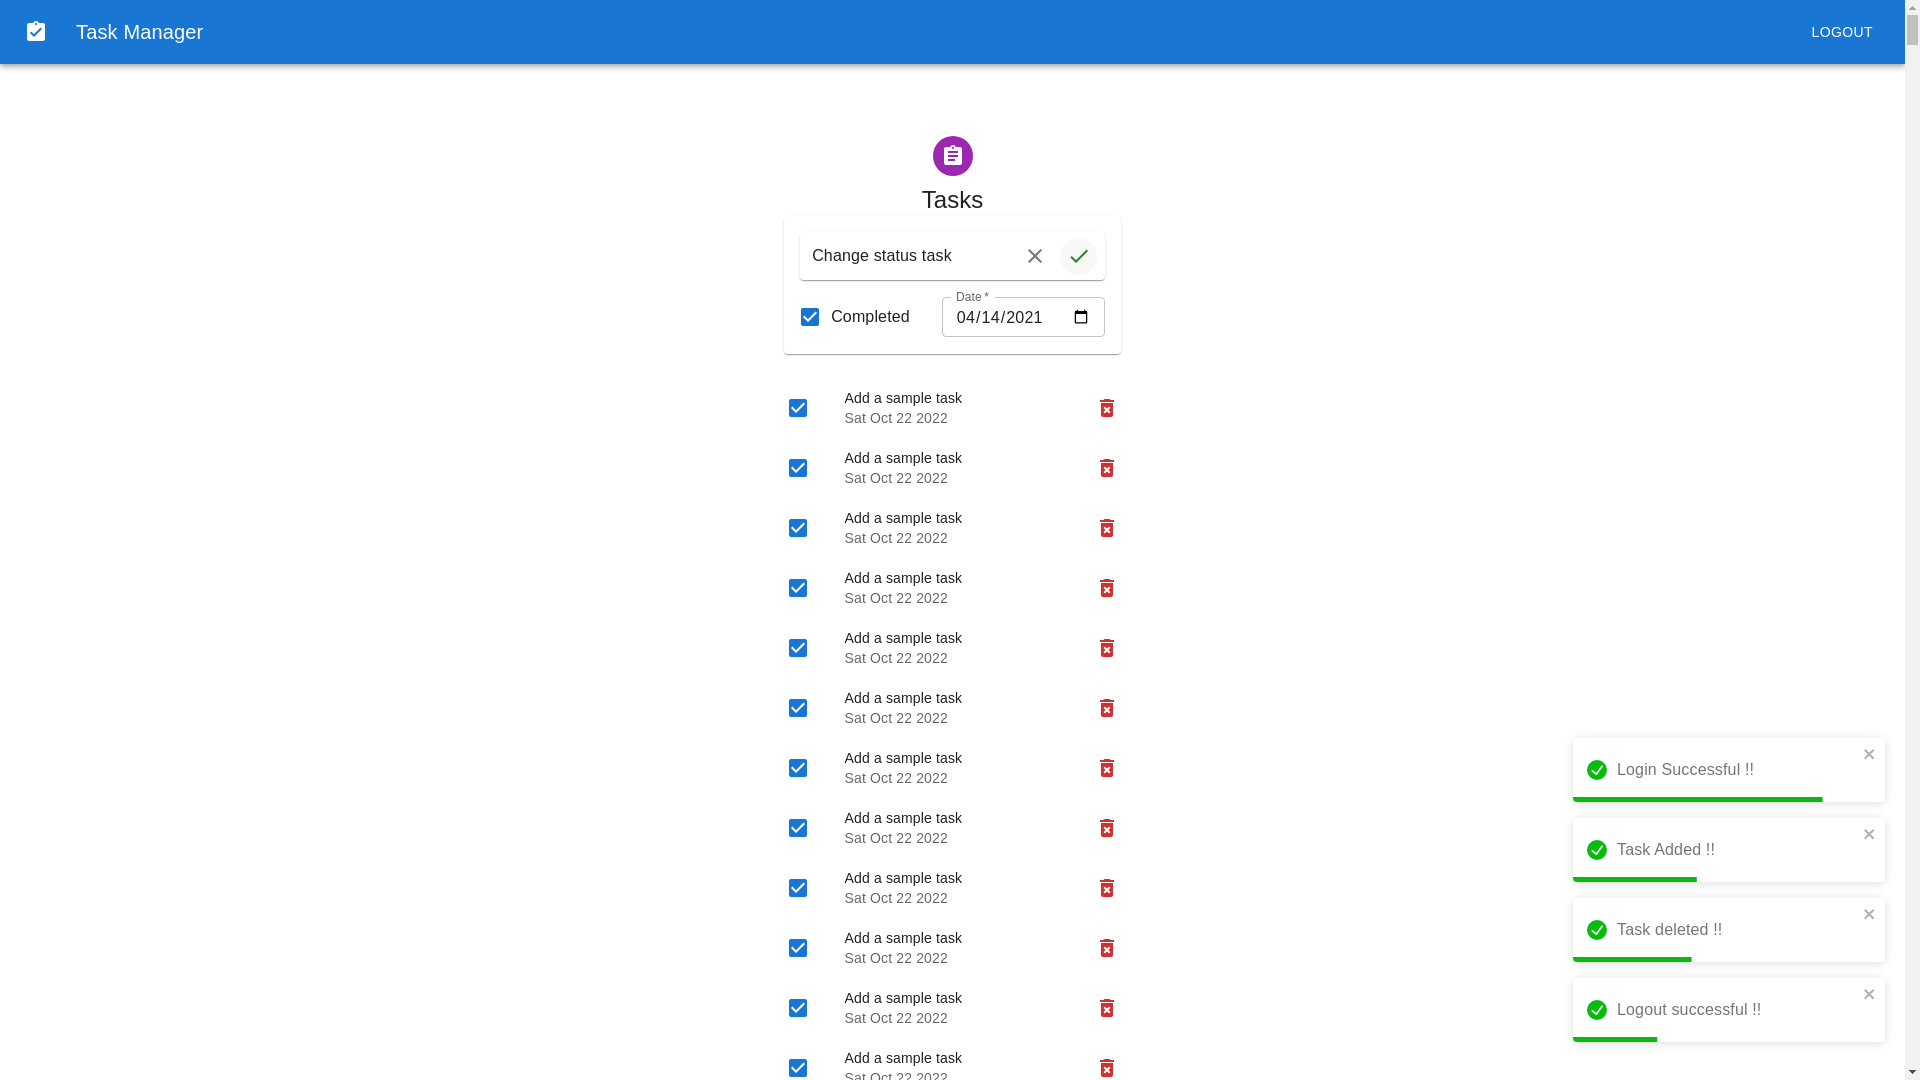 Task Manager
LOGOUT
Tasks
Change status task
Date *
Completed
04/14/2021
Add a sample task
Sat Oct 22 2022
Add a sample task
Sat Oct 22 2022
Add a sample task
Sat Oct 22 2022
Add a sample task
Sat Oct 22 2022
Add a sample task
Sat Oct 22 2022
Add a sample task
Sat Oct 22 2022
Add a sample task
Sat Oct 22 2022
Add a sample task
Sat Oct 22 2022
Add a sample task
Sat Oct 22 2022
Add a sample task
Sat Oct 22 2022
Add a sample task
Sat Oct 22 2022
Add a sample task
Sat Oct 22 2022
Login Successful !!
Task Added !!
Task deleted !!
Logout successful !!